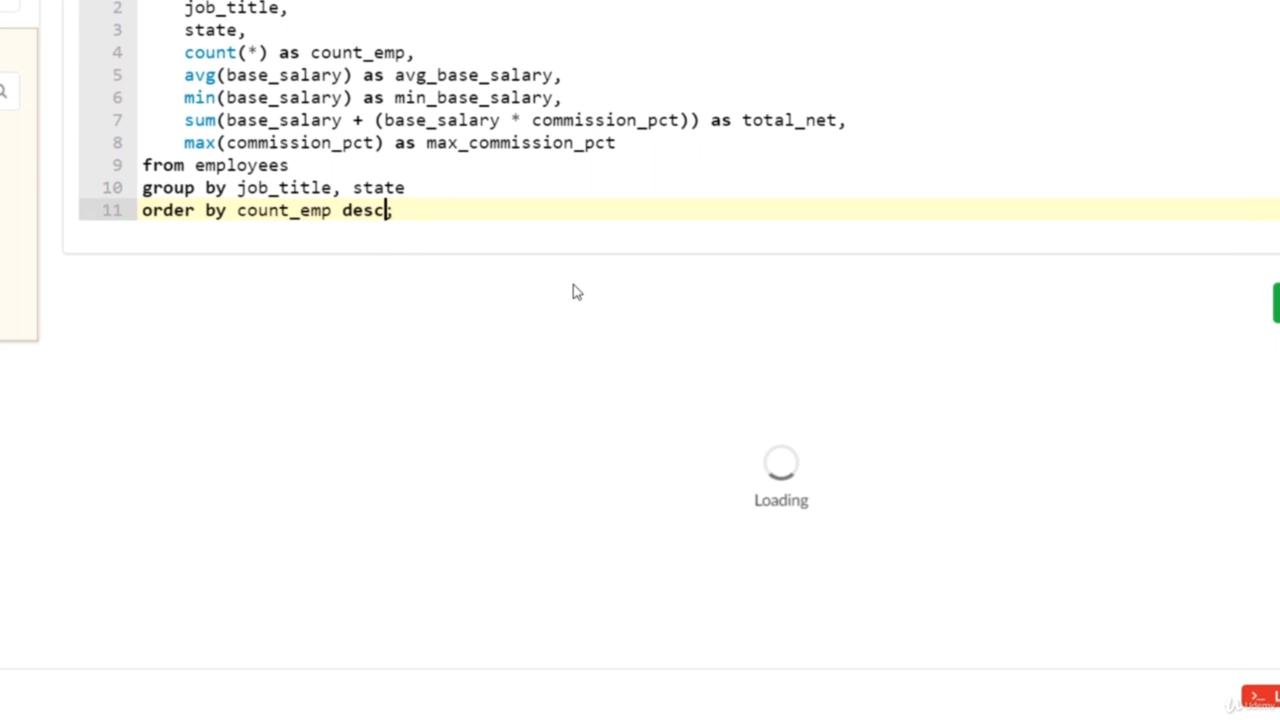 2 job_title,
3 state,
4 count(*) as count_emp,
5 avg(base_salary) as avg_base_salary,
6 min(base_salary) as min_base_salary,
7 sum(base_salary + (base_salary * commission_pct)) as total_net,
8 max(commission_pct) as max_commission_pct
9 from employees
10 group by job_title, state
11 order by count_emp desc;
Loading
>_ L
Udemy